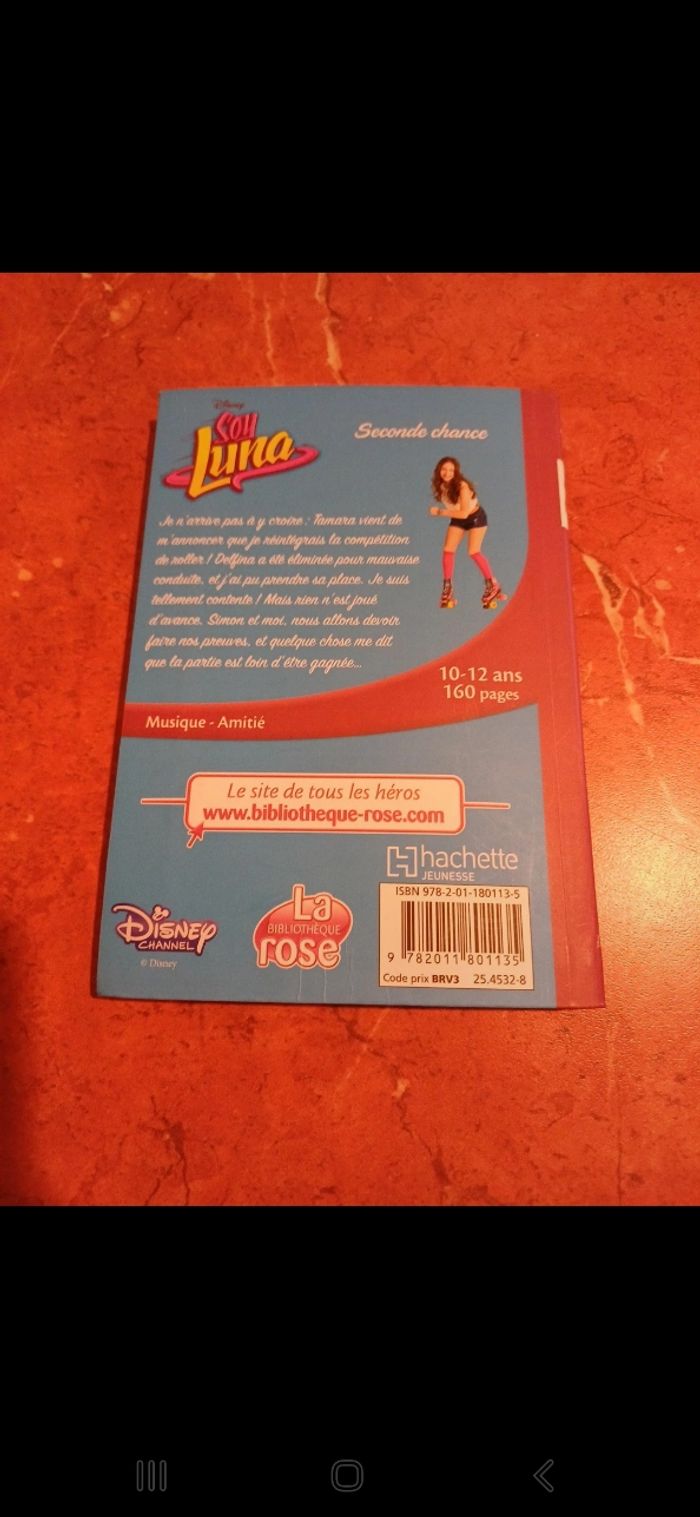 Disney
SOY
Luna
Seconde chance
Je n'arrive pas à y croire : Tamara vient de
m'annoncer que je réintégrais la compétition
de roller ! Delfina a été éliminée pour mauvaise
conduite, et j'ai pu prendre sa place. Je suis
tellement contente ! Mais rien n'est joué
d'avance. Simon et moi, nous allons devoir
faire nos preuves, et quelque chose me dit
que la partie est loin d'être gagnée...
10-12 ans
160 pages
Musique - Amitié
Le site de tous les héros
www.bibliotheque-rose.com
hachette
JEUNESSE
ISBN 978-2-01-180113-5
9 782011 801135
Code prix BRV3 25.4532-8
DISNEY
CHANNEL
© Disney
La
BIBLIOTHÈQUE
rose